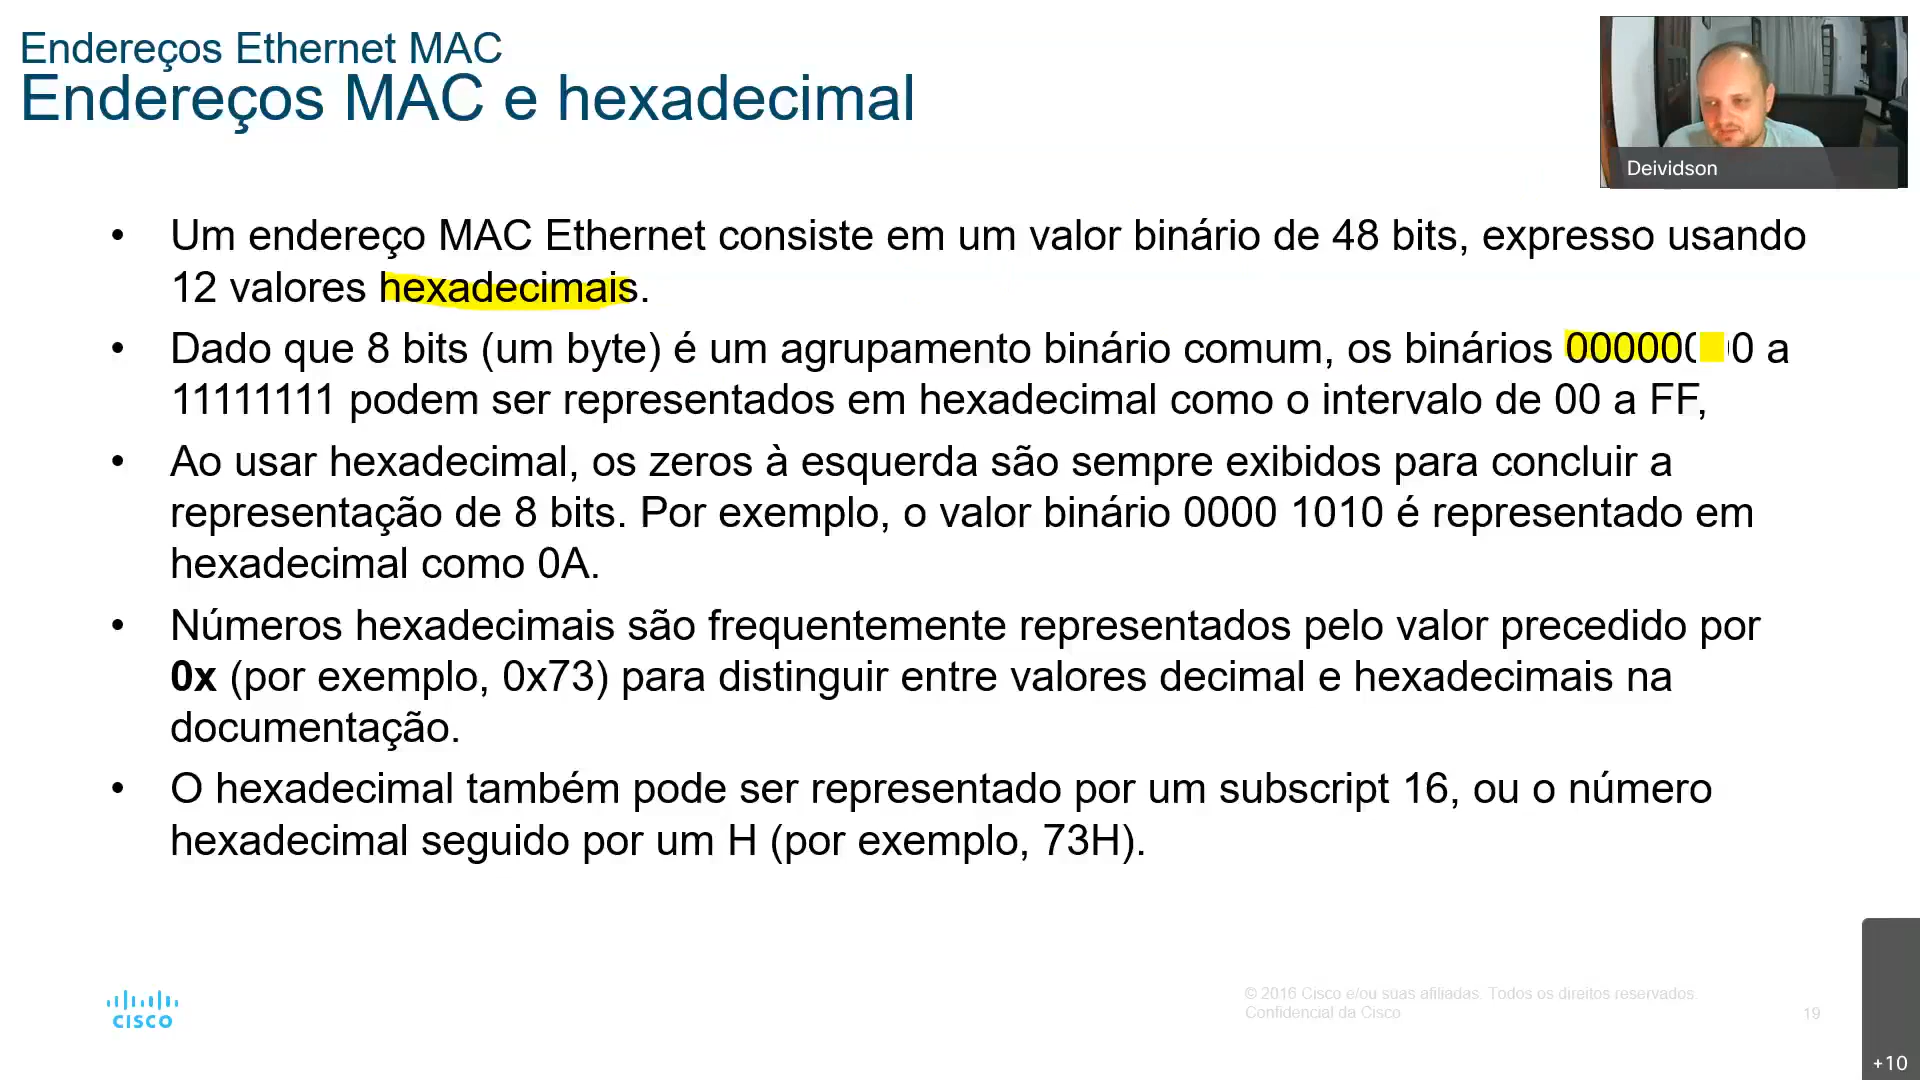 Endereços Ethernet MAC
Endereços MAC e hexadecimal
Deividson
• Um endereço MAC Ethernet consiste em um valor binário de 48 bits, expresso usando
12 valores hexadecimais.
• Dado que 8 bits (um byte) é um agrupamento binário comum, os binários 00000000 a
11111111 podem ser representados em hexadecimal como o intervalo de 00 a FF,
• Ao usar hexadecimal, os zeros à esquerda são sempre exibidos para concluir a
representação de 8 bits. Por exemplo, o valor binário 0000 1010 é representado em
hexadecimal como 0A.
• Números hexadecimais são frequentemente representados pelo valor precedido por
0x (por exemplo, 0x73) para distinguir entre valores decimal e hexadecimais na
documentação.
• O hexadecimal também pode ser representado por um subscript 16, ou o número
hexadecimal seguido por um H (por exemplo, 73H).
CISCO
© 2016 Cisco e/ou suas afiliadas. Todos os direitos reservados.
Confidencial da Cisco
19
+10